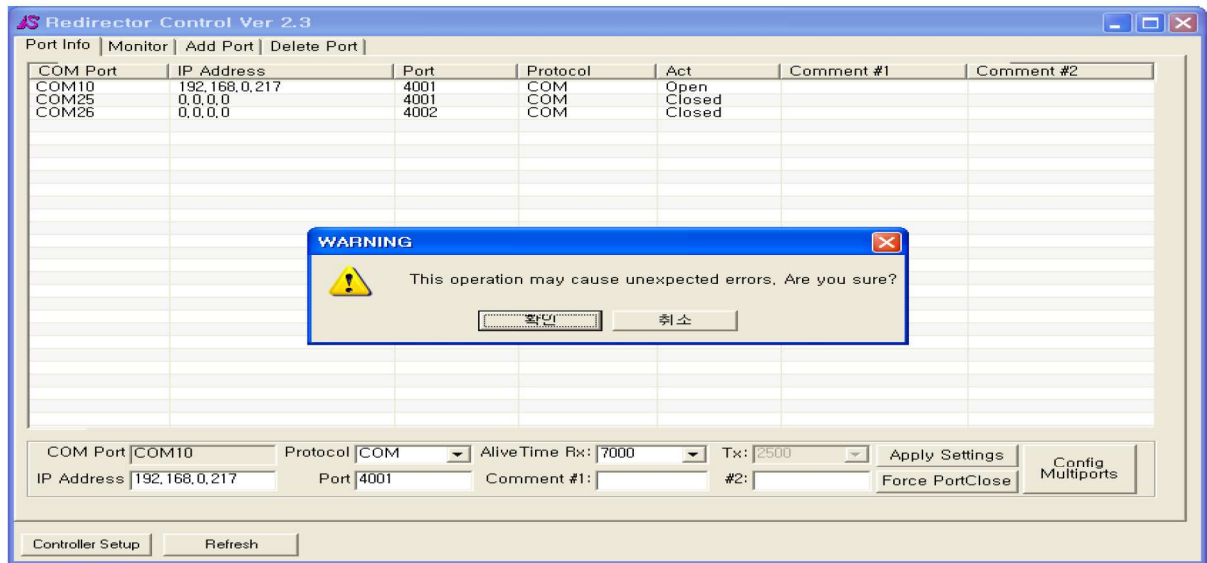 Redirector Control Ver 2.3
Port Info Monitor Add Port Delete Port
COM Port IP Address Port Protocol Act Comment #1 Comment #2
COM10 192,168,0,217 4001 COM Open
COM25 0,0,0,0 4001 COM Closed
COM26 0,0,0,0 4002 COM Closed
WARNING
This operation may cause unexpected errors, Are you sure?
확인 취소
COM Port COM10 Protocol COM AliveTime Rx: 7000 Tx: 2500 Apply Settings Config Multiports
IP Address 192,168,0,217 Port 4001 Comment #1: #2: Force PortClose
Controller Setup Refresh